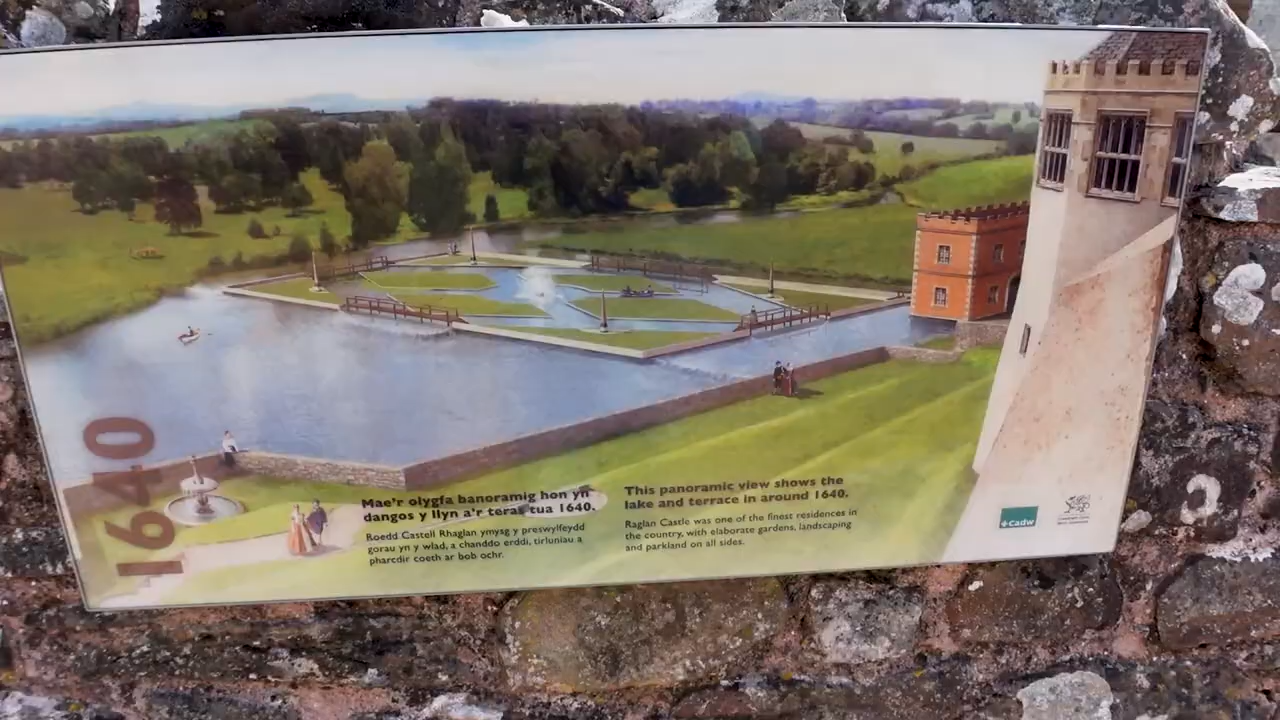 1640
Mae'r olygfa banoramig hon yn
dangos y llyn a'r teras tua 1640.
Roedd Castell Rhaglan ymysg y preswylfeydd
gorau yn y wlad, a chanddo erddi, tirluniau a
pharcdir coeth ar bob ochr.
This panoramic view shows the
lake and terrace in around 1640.
Raglan Castle was one of the finest residences in
the country, with elaborate gardens, landscaping
and parkland on all sides.
cadw